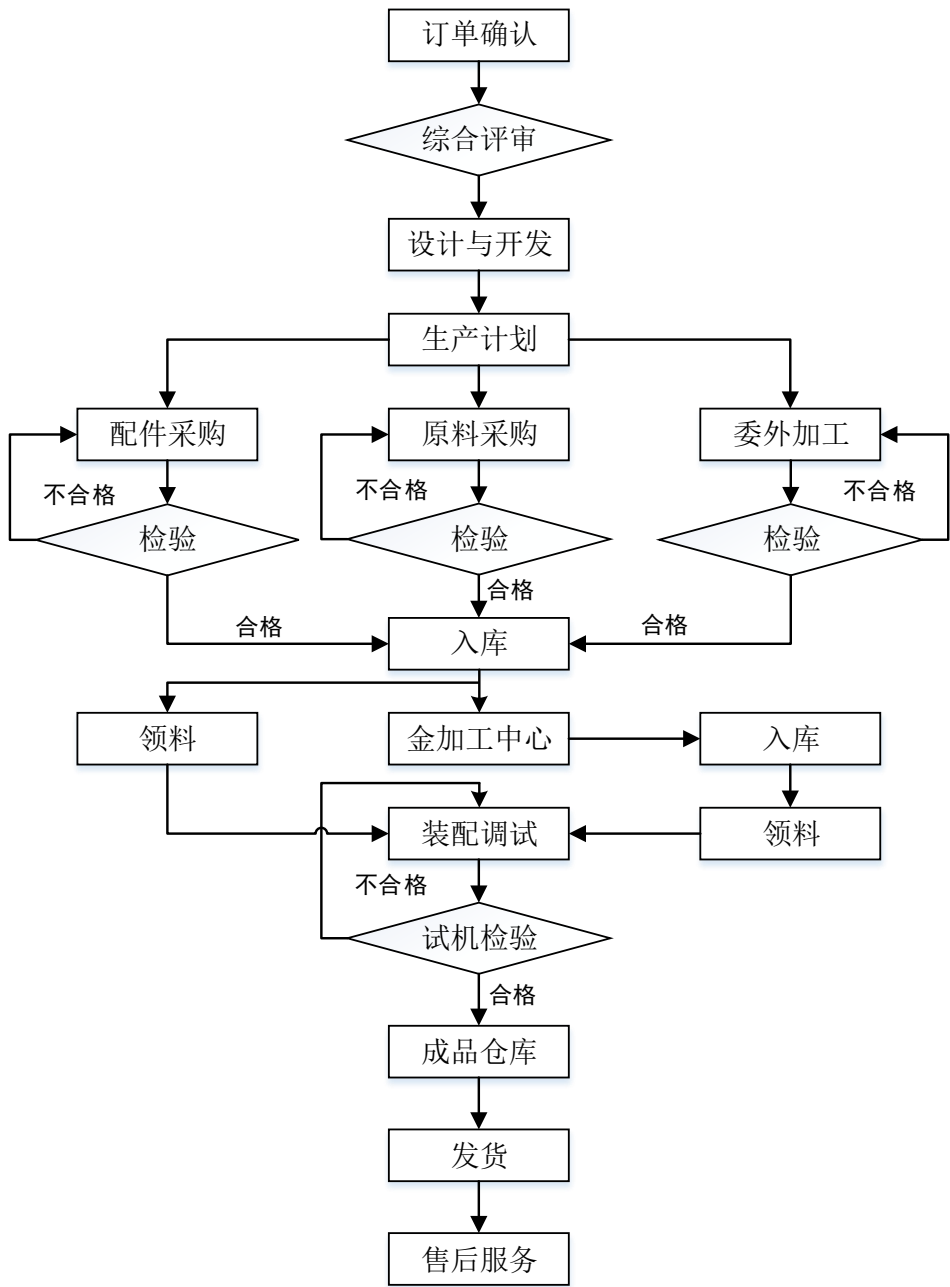 订单确认
综合评审
设计与开发
生产计划
配件采购
原料采购
委外加工
不合格
不合格
不合格
检验
检验
检验
合格
合格
合格
入库
领料
金加工中心
入库
装配调试
领料
不合格
试机检验
合格
成品仓库
发货
售后服务